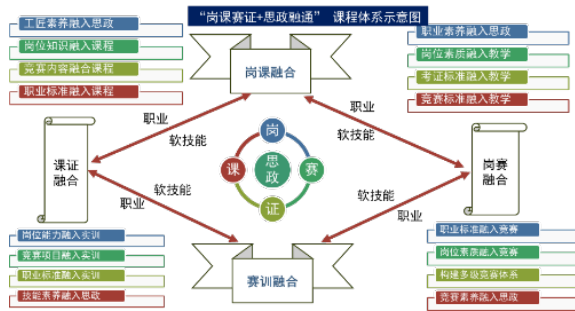 “岗课赛证+思政融通” 课程体系示意图
工匠素养融入思政
岗位知识融入课程
竞赛内容融合课程
职业标准融入课程
职业素养融入思政
岗位素质融入教学
考证标准融入教学
竞赛标准融入教学
岗课融合
职业
软技能
职业
软技能
课证
融合
岗
课
思
政
赛
证
岗赛
融合
软技能
职业
软技能
职业
赛训融合
岗位能力融入实训
竞赛项目融入实训
职业标准融入实训
技能素养融入思政
职业标准融入竞赛
岗位素质融入竞赛
构建多级竞赛体系
竞赛素养融入思政